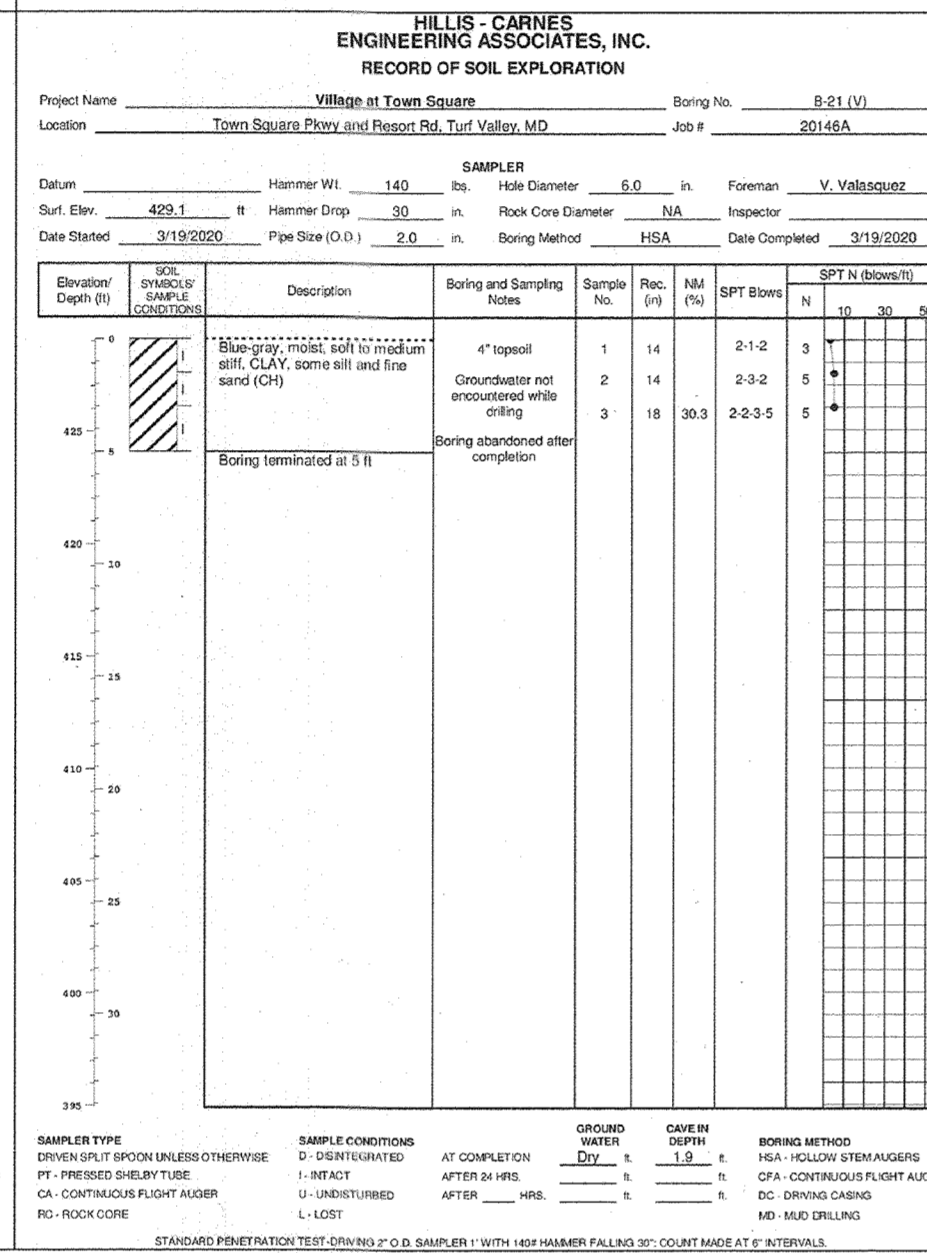 HILLIS - CARNES
ENGINEERING ASSOCIATES, INC.
RECORD OF SOIL EXPLORATION
Project Name Village at Town Square Boring No. B-21 (V)
Location Town Square Pkwy and Resort Rd, Turf Valley, MD Job # 20146A
SAMPLER
Datum Hammer Wt. 140 lbs. Hole Diameter 6.0 in. Foreman V. Valasquez
Surf. Elev. 429.1 ft Hammer Drop 30 in. Rock Core Diameter NA Inspector
Date Started 3/19/2020 Pipe Size (O.D.) 2.0 in. Boring Method HSA Date Completed 3/19/2020
Elevation/ Depth (ft)
SOIL SYMBOLS/ SAMPLE CONDITIONS
Description
Boring and Sampling Notes
Sample No.
Rec. (in)
NM (%)
SPT Blows
SPT N (blows/ft)
N
10 30 50
0
Blue-gray, moist, soft to medium
stiff, CLAY, some silt and fine
sand (CH)
4" topsoil 1 14 2-1-2 3
Groundwater not 2 14 2-3-2 5
encountered while
drilling 3 18 30.3 2-2-3-5 5
425
Boring abandoned after
completion
5
Boring terminated at 5 ft
I
I
I
420
10
415
15
410
20
405
25
400
30
395
SAMPLER TYPE
DRIVEN SPLIT SPOON UNLESS OTHERWISE
PT - PRESSED SHELBY TUBE
CA - CONTINUOUS FLIGHT AUGER
RC - ROCK CORE
SAMPLE CONDITIONS
D - DISINTEGRATED
I - INTACT
U - UNDISTURBED
L - LOST
GROUND WATER
CAVE IN DEPTH
AT COMPLETION Dry ft. 1.9 ft.
AFTER 24 HRS. ft. ft.
AFTER HRS. ft. ft.
BORING METHOD
HSA - HOLLOW STEM AUGERS
CFA - CONTINUOUS FLIGHT AUG
DC - DRIVING CASING
MD - MUD DRILLING
STANDARD PENETRATION TEST-DRIVING 2" O.D. SAMPLER 1' WITH 140# HAMMER FALLING 30"; COUNT MADE AT 6" INTERVALS.